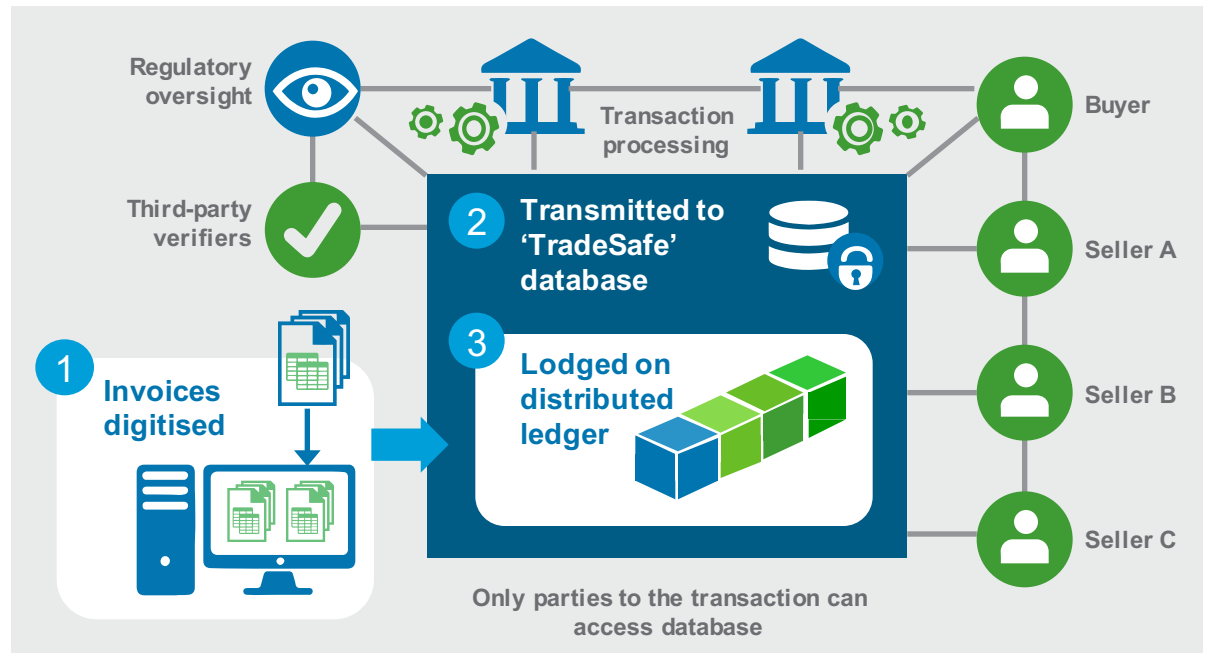 Regulatory
oversight
Transaction
processing
Buyer
Third-party
verifiers
2
Transmitted to
‘TradeSafe’
database
Seller A
1
Invoices
digitised
3
Lodged on
distributed
ledger
Seller B
Seller C
Only parties to the transaction can
access database